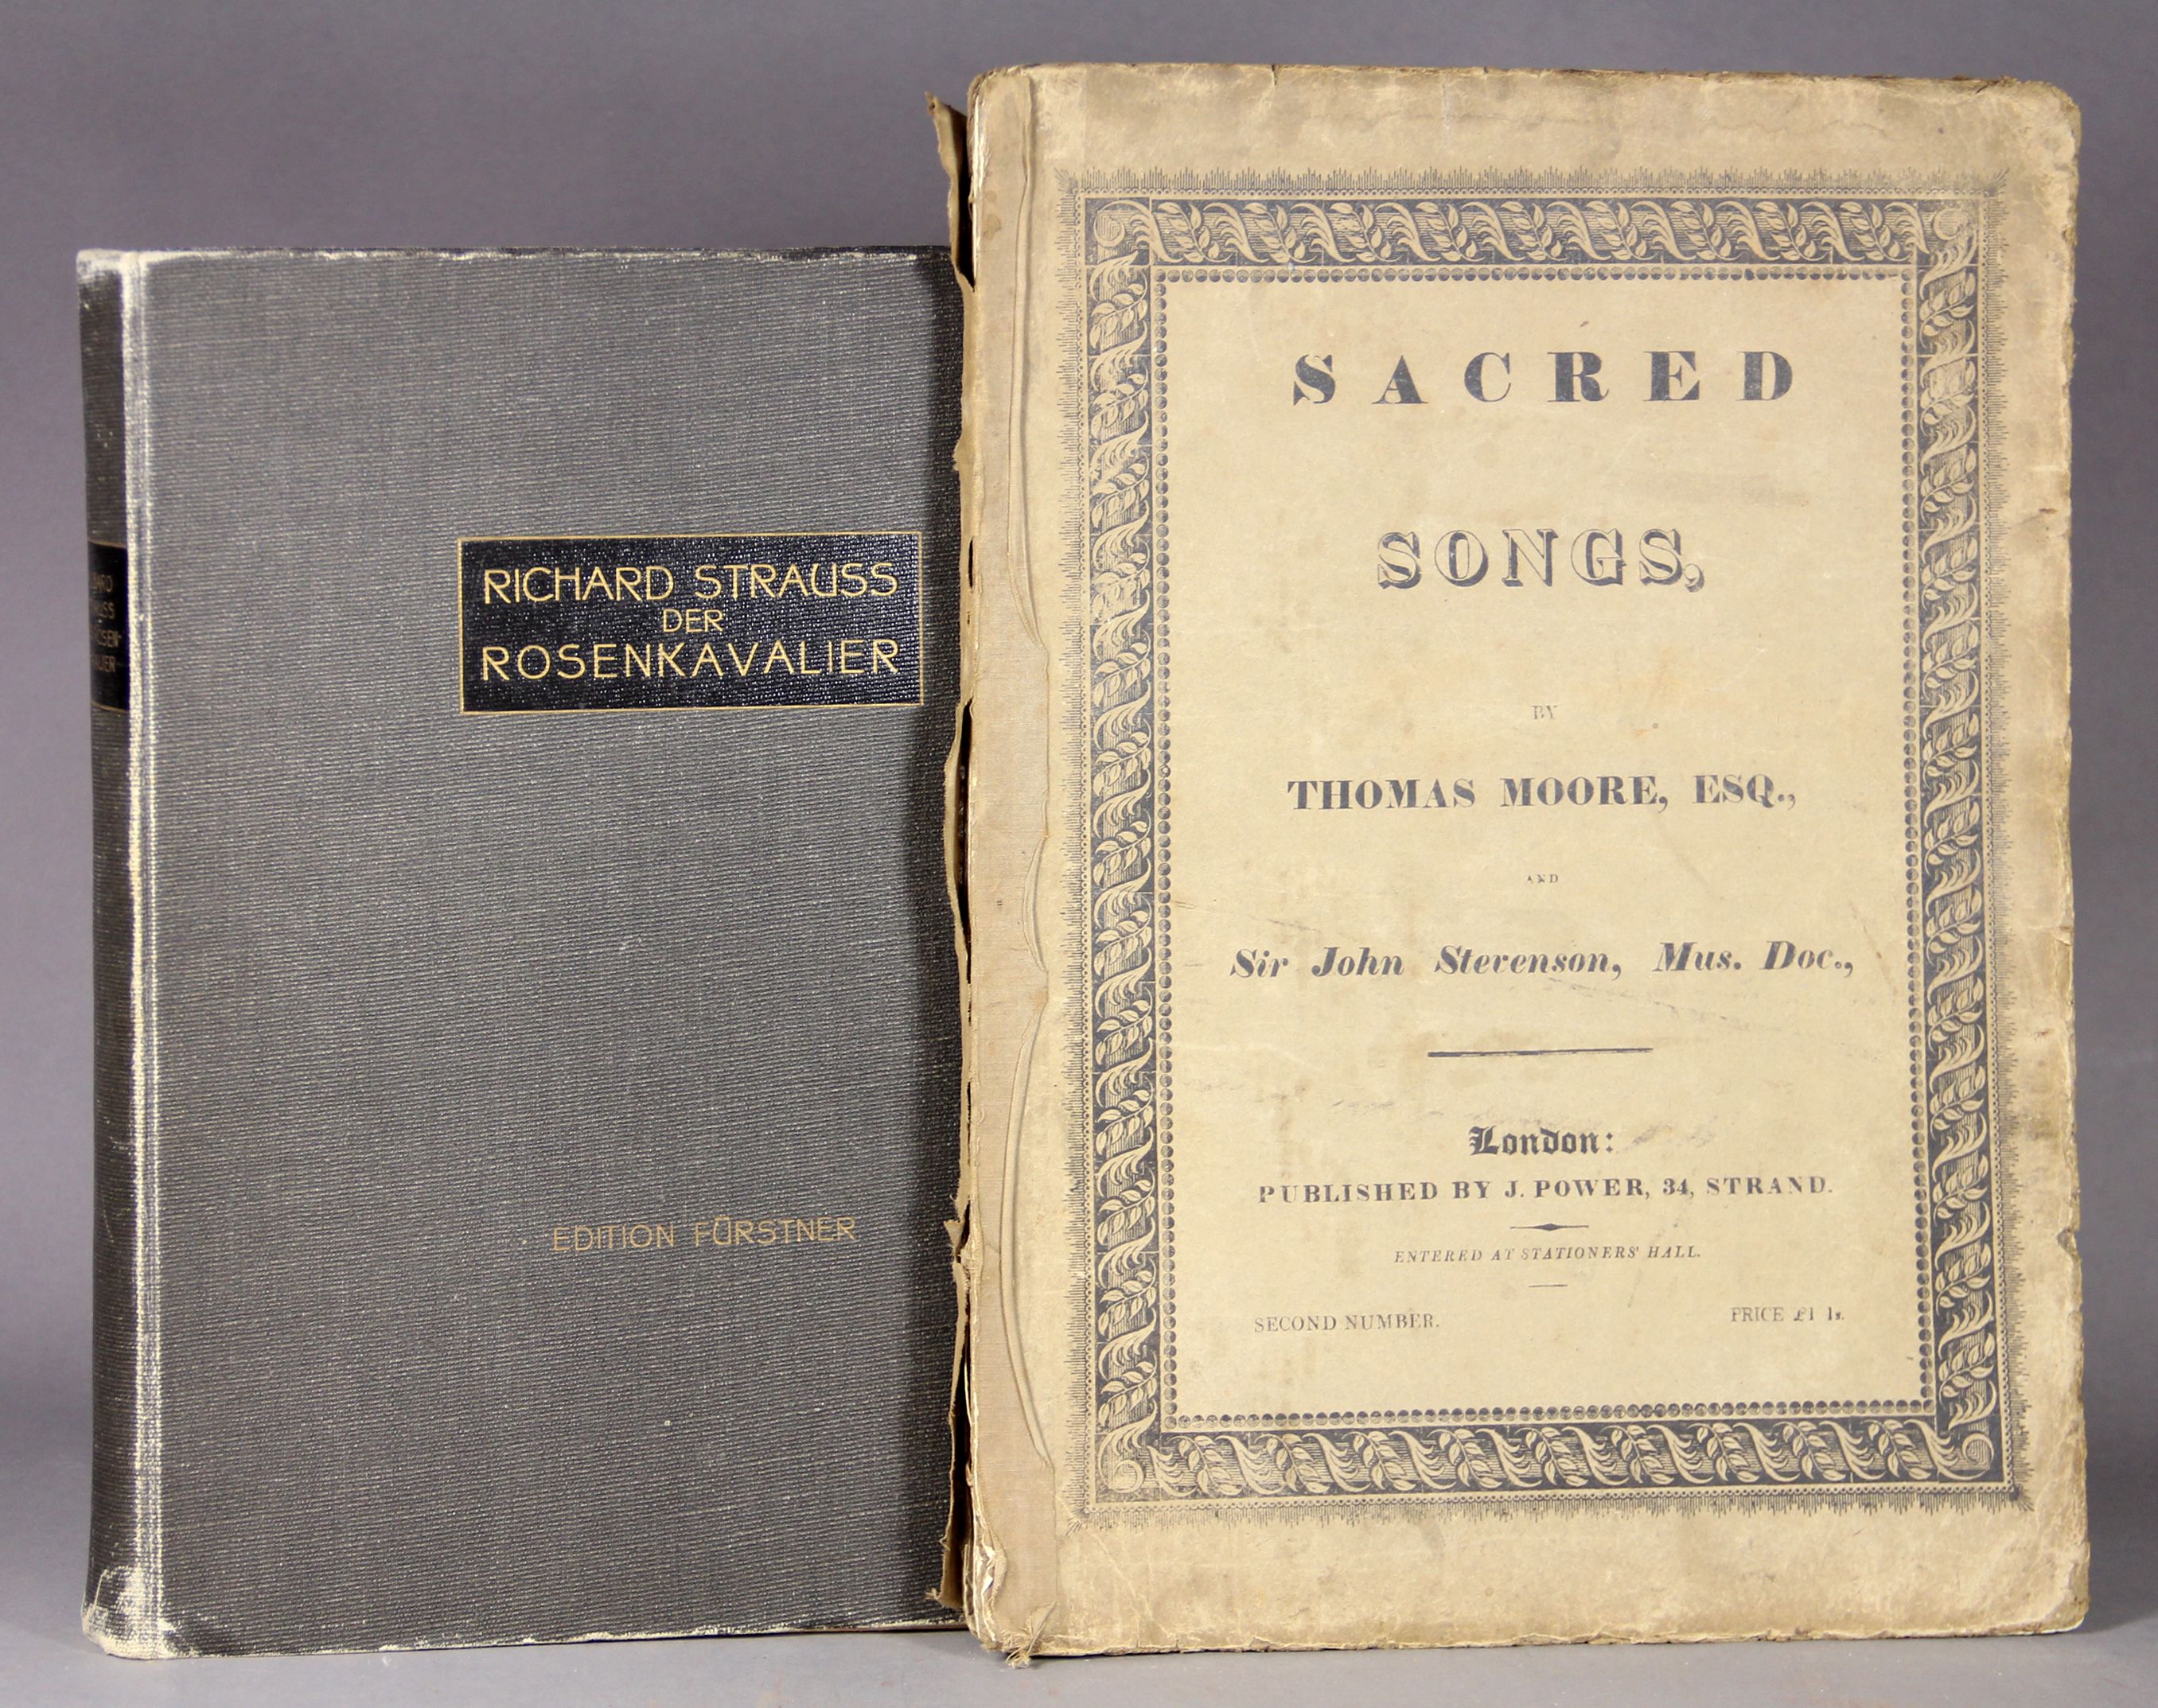 RICHARD STRAUSS
DER
ROSENKAVALIER
EDITION FÜRSTNER
SACRED
SONGS,
BY
THOMAS MOORE, ESQ.,
AND
Sir John Stevenson, Mus. Doc.,
London:
PUBLISHED BY J. POWER, 34, STRAND.
ENTERED AT STATIONERS' HALL.
SECOND NUMBER.
PRICE £1 1s.